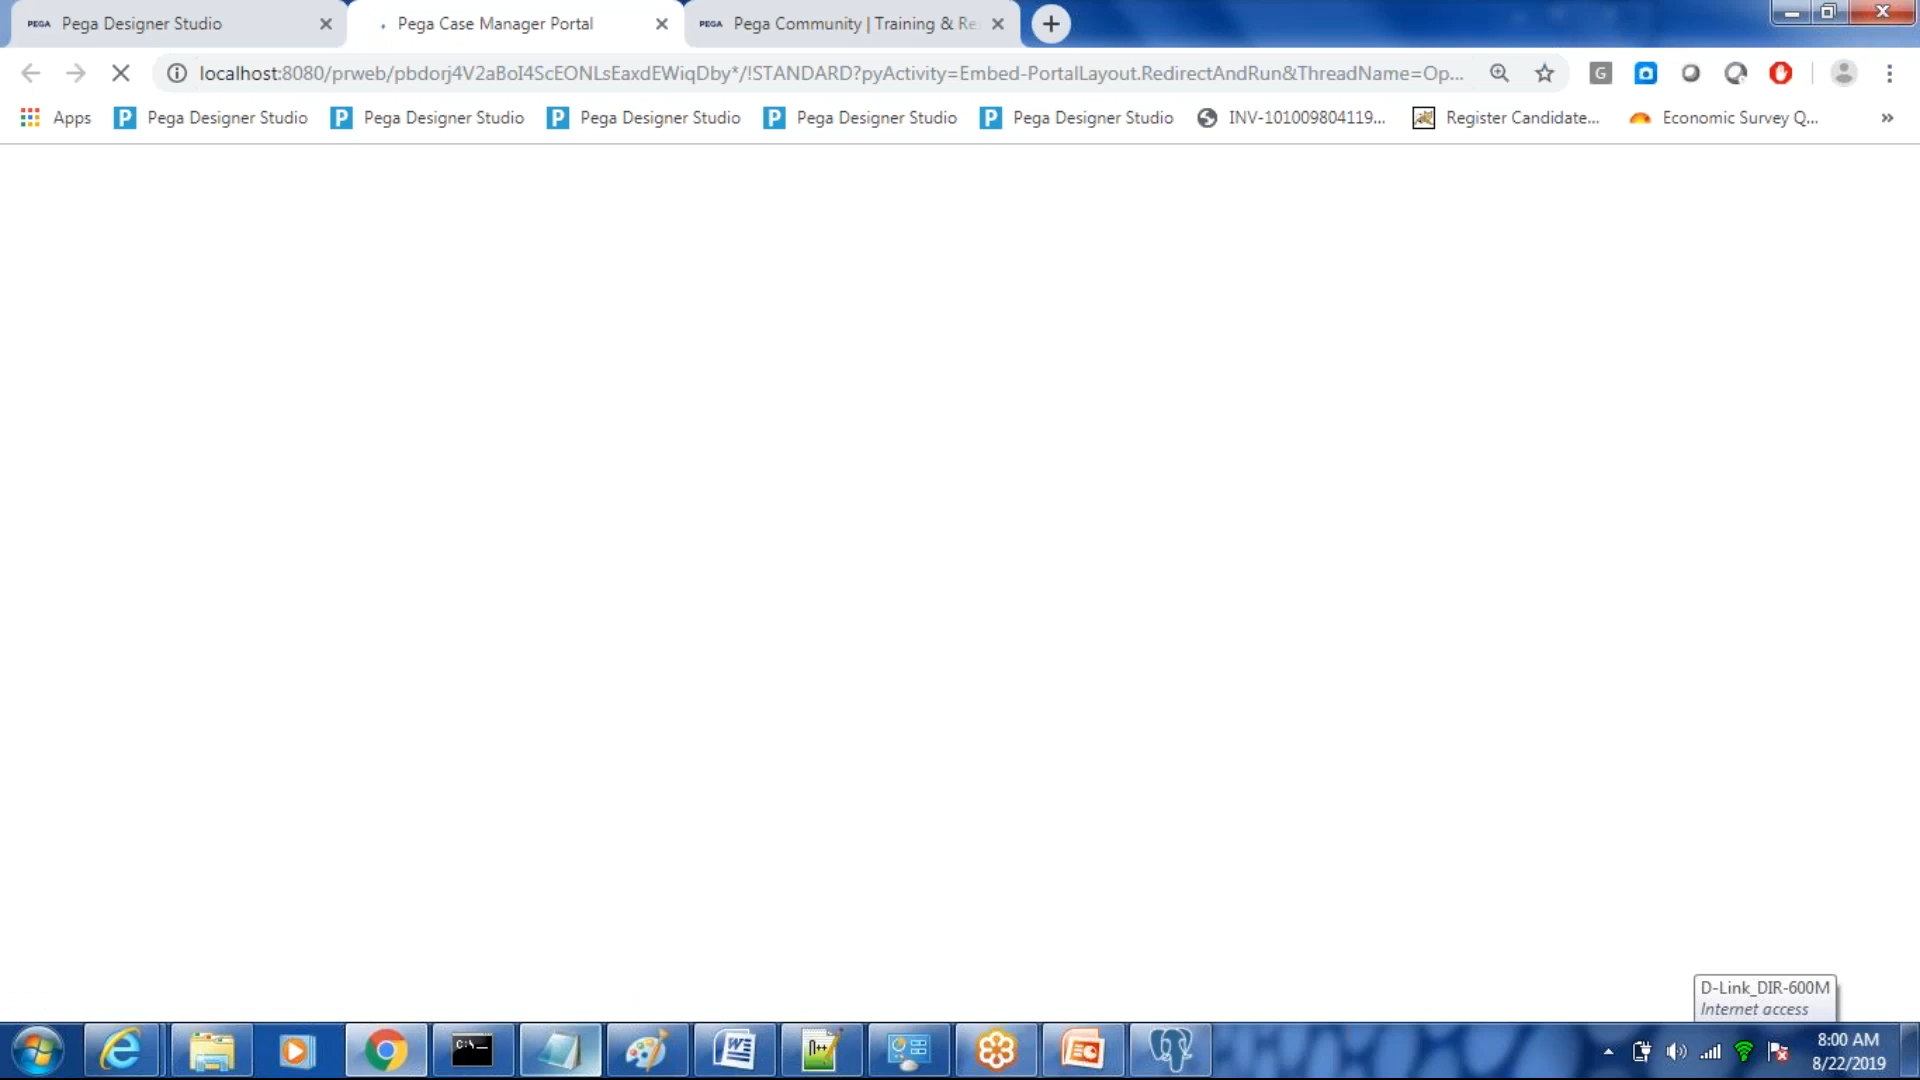 PEGA Pega Designer Studio
Pega Case Manager Portal
PEGA Pega Community | Training & Re
localhost:8080/prweb/pbdorj4V2aBoI4ScEONLsEaxdEWiqDby*/!STANDARD?pyActivity=Embed-PortalLayout.RedirectAndRun&ThreadName=Op...
G
Apps P Pega Designer Studio P Pega Designer Studio P Pega Designer Studio P Pega Designer Studio P Pega Designer Studio INV-101009804119... Register Candidate... Economic Survey Q... »
D-Link_DIR-600M
Internet access
8:00 AM
8/22/2019